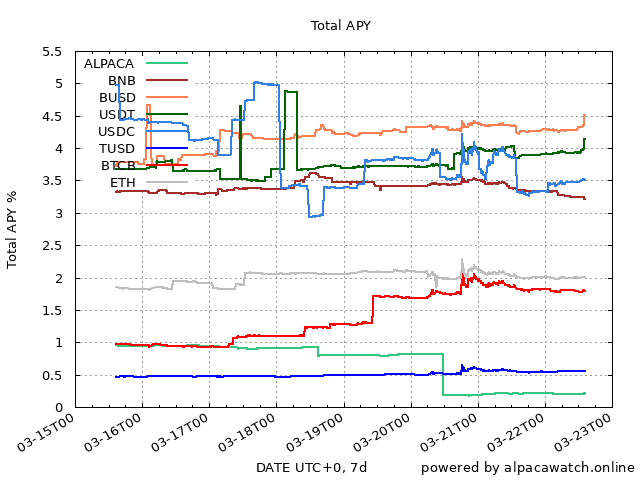 Total APY
Total APY %
5.5
5
4.5
4
3.5
3
2.5
2
1.5
1
0.5
0
ALPACA
BNB
BUSD
USDT
USDC
TUSD
BTCB
ETH
03-15T00
03-16T00
03-17T00
03-18T00
03-19T00
03-20T00
03-21T00
03-22T00
03-23T00
DATE UTC+0, 7d
powered by alpacawatch.online